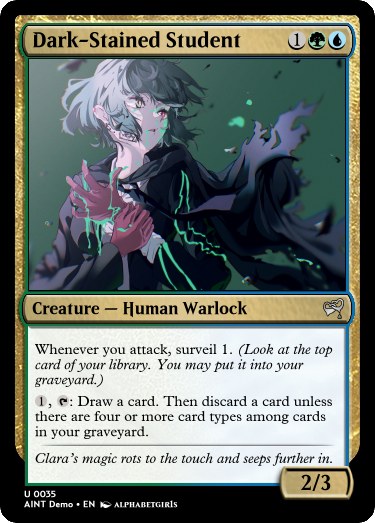 Dark-Stained Student 1
Creature — Human Warlock
Whenever you attack, surveil 1. (Look at the top
card of your library. You may put it into your
graveyard.)
1, : Draw a card. Then discard a card unless
there are four or more card types among cards
in your graveyard.
Clara's magic rots to the touch and seeps further in.
2/3
U 0035
AINT Demo • EN ALPHABETGIRLS